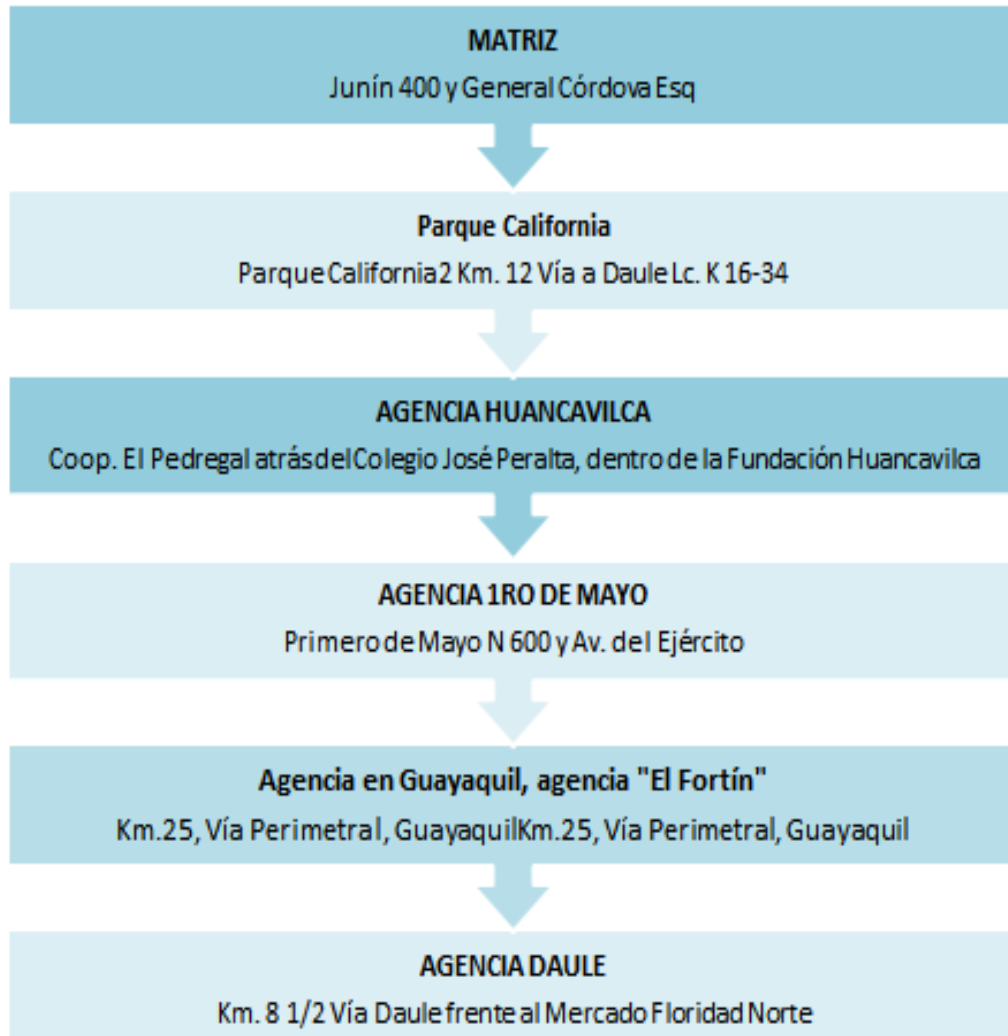 MATRIZ
Junín 400 y General Córdova Esq
Parque California
Parque California 2 Km. 12 Vía a Daule Lc. K 16-34
AGENCIA HUANCAVILCA
Coop. El Pedregal atrás del Colegio José Peralta, dentro de la Fundación Huancavilca
AGENCIA 1RO DE MAYO
Primero de Mayo N 600 y Av. del Ejército
Agencia en Guayaquil, agencia "El Fortín"
Km.25, Vía Perimetral, GuayaquilKm.25, Vía Perimetral, Guayaquil
AGENCIA DAULE
Km. 8 1/2 Vía Daule frente al Mercado Floridad Norte